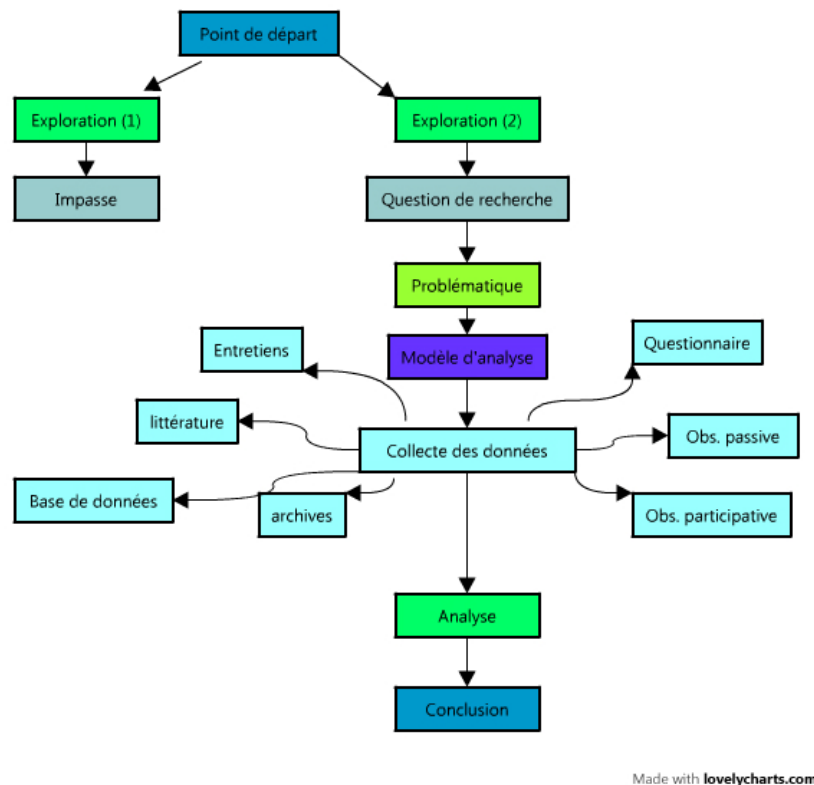 Point de départ
Exploration (1)
Exploration (2)
Impasse
Question de recherche
Problématique
Entretiens
Modèle d'analyse
Questionnaire
littérature
Collecte des données
Obs. passive
Base de données
archives
Obs. participative
Analyse
Conclusion
Made with lovelycharts.com